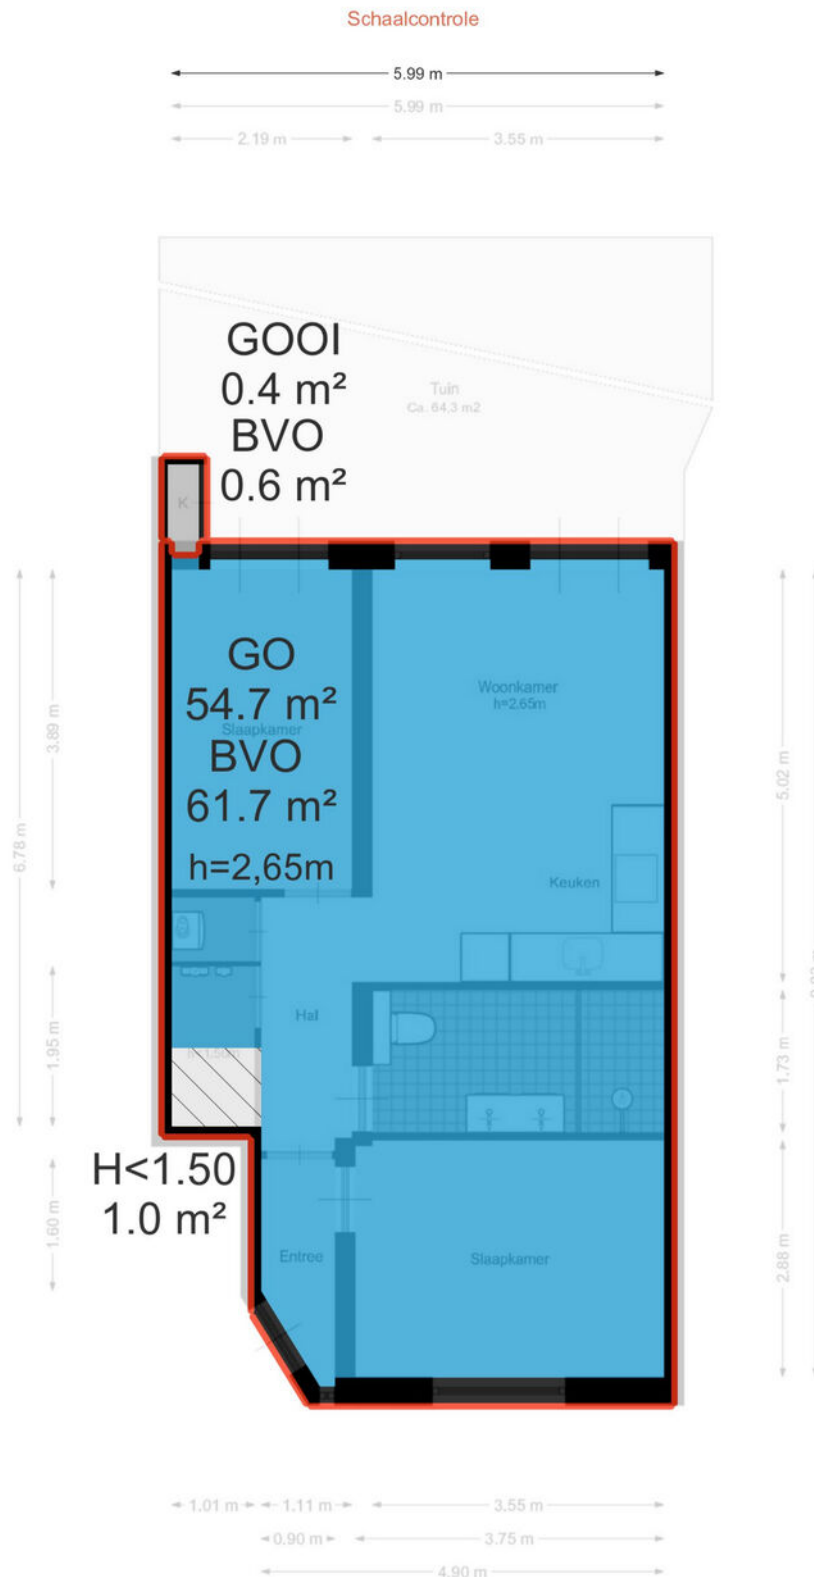 Schaalcontrole
5.99 m
5.99 m
2.19 m
3.55 m
GOOI
0.4 m²
BVO
0.6 m²
Tuin
Ca. 64,3 m2
K
GO
54.7 m²
Slaapkamer
BVO
61.7 m²
h=2,65m
Woonkamer
h=2.65m
Keuken
3.89 m
6.78 m
5.02 m
Hal
h<1.50m
1.95 m
1.73 m
H<1.50
1.0 m²
1.60 m
Entree
Slaapkamer
2.88 m
1.01 m
1.11 m
3.55 m
0.90 m
3.75 m
4.90 m